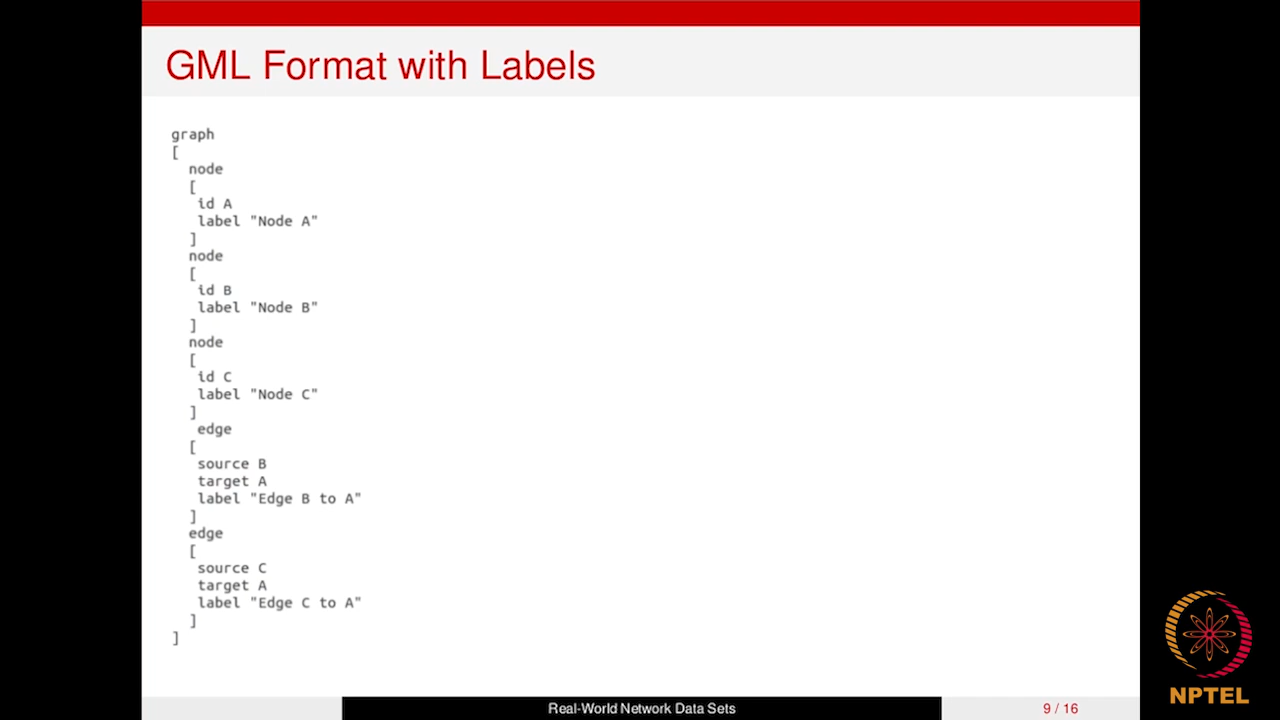 GML Format with Labels
graph
[
node
[
id A
label "Node A"
]
node
[
id B
label "Node B"
]
node
[
id C
label "Node C"
]
edge
[
source B
target A
label "Edge B to A"
]
edge
[
source C
target A
label "Edge C to A"
]
]
Real-World Network Data Sets
9 / 16
NPTEL